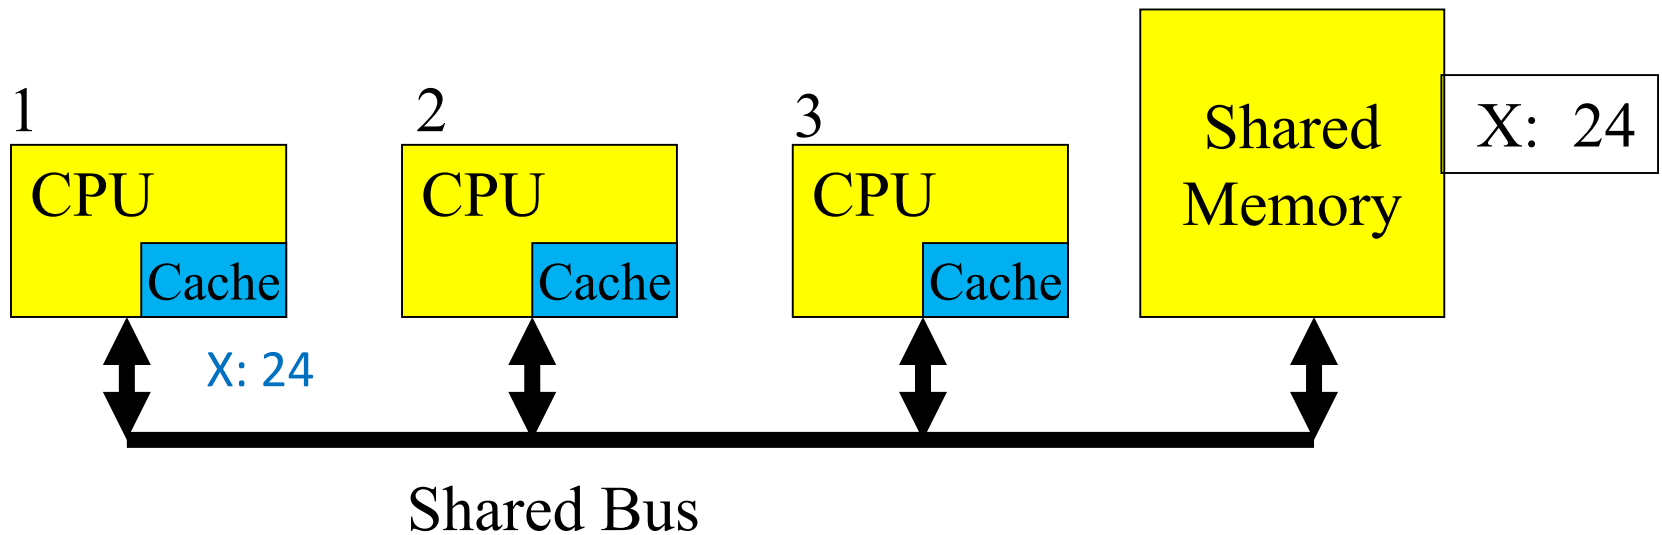 1
CPU
Cache
X: 24
2
CPU
Cache
3
CPU
Cache
Shared
Memory
X: 24
Shared Bus